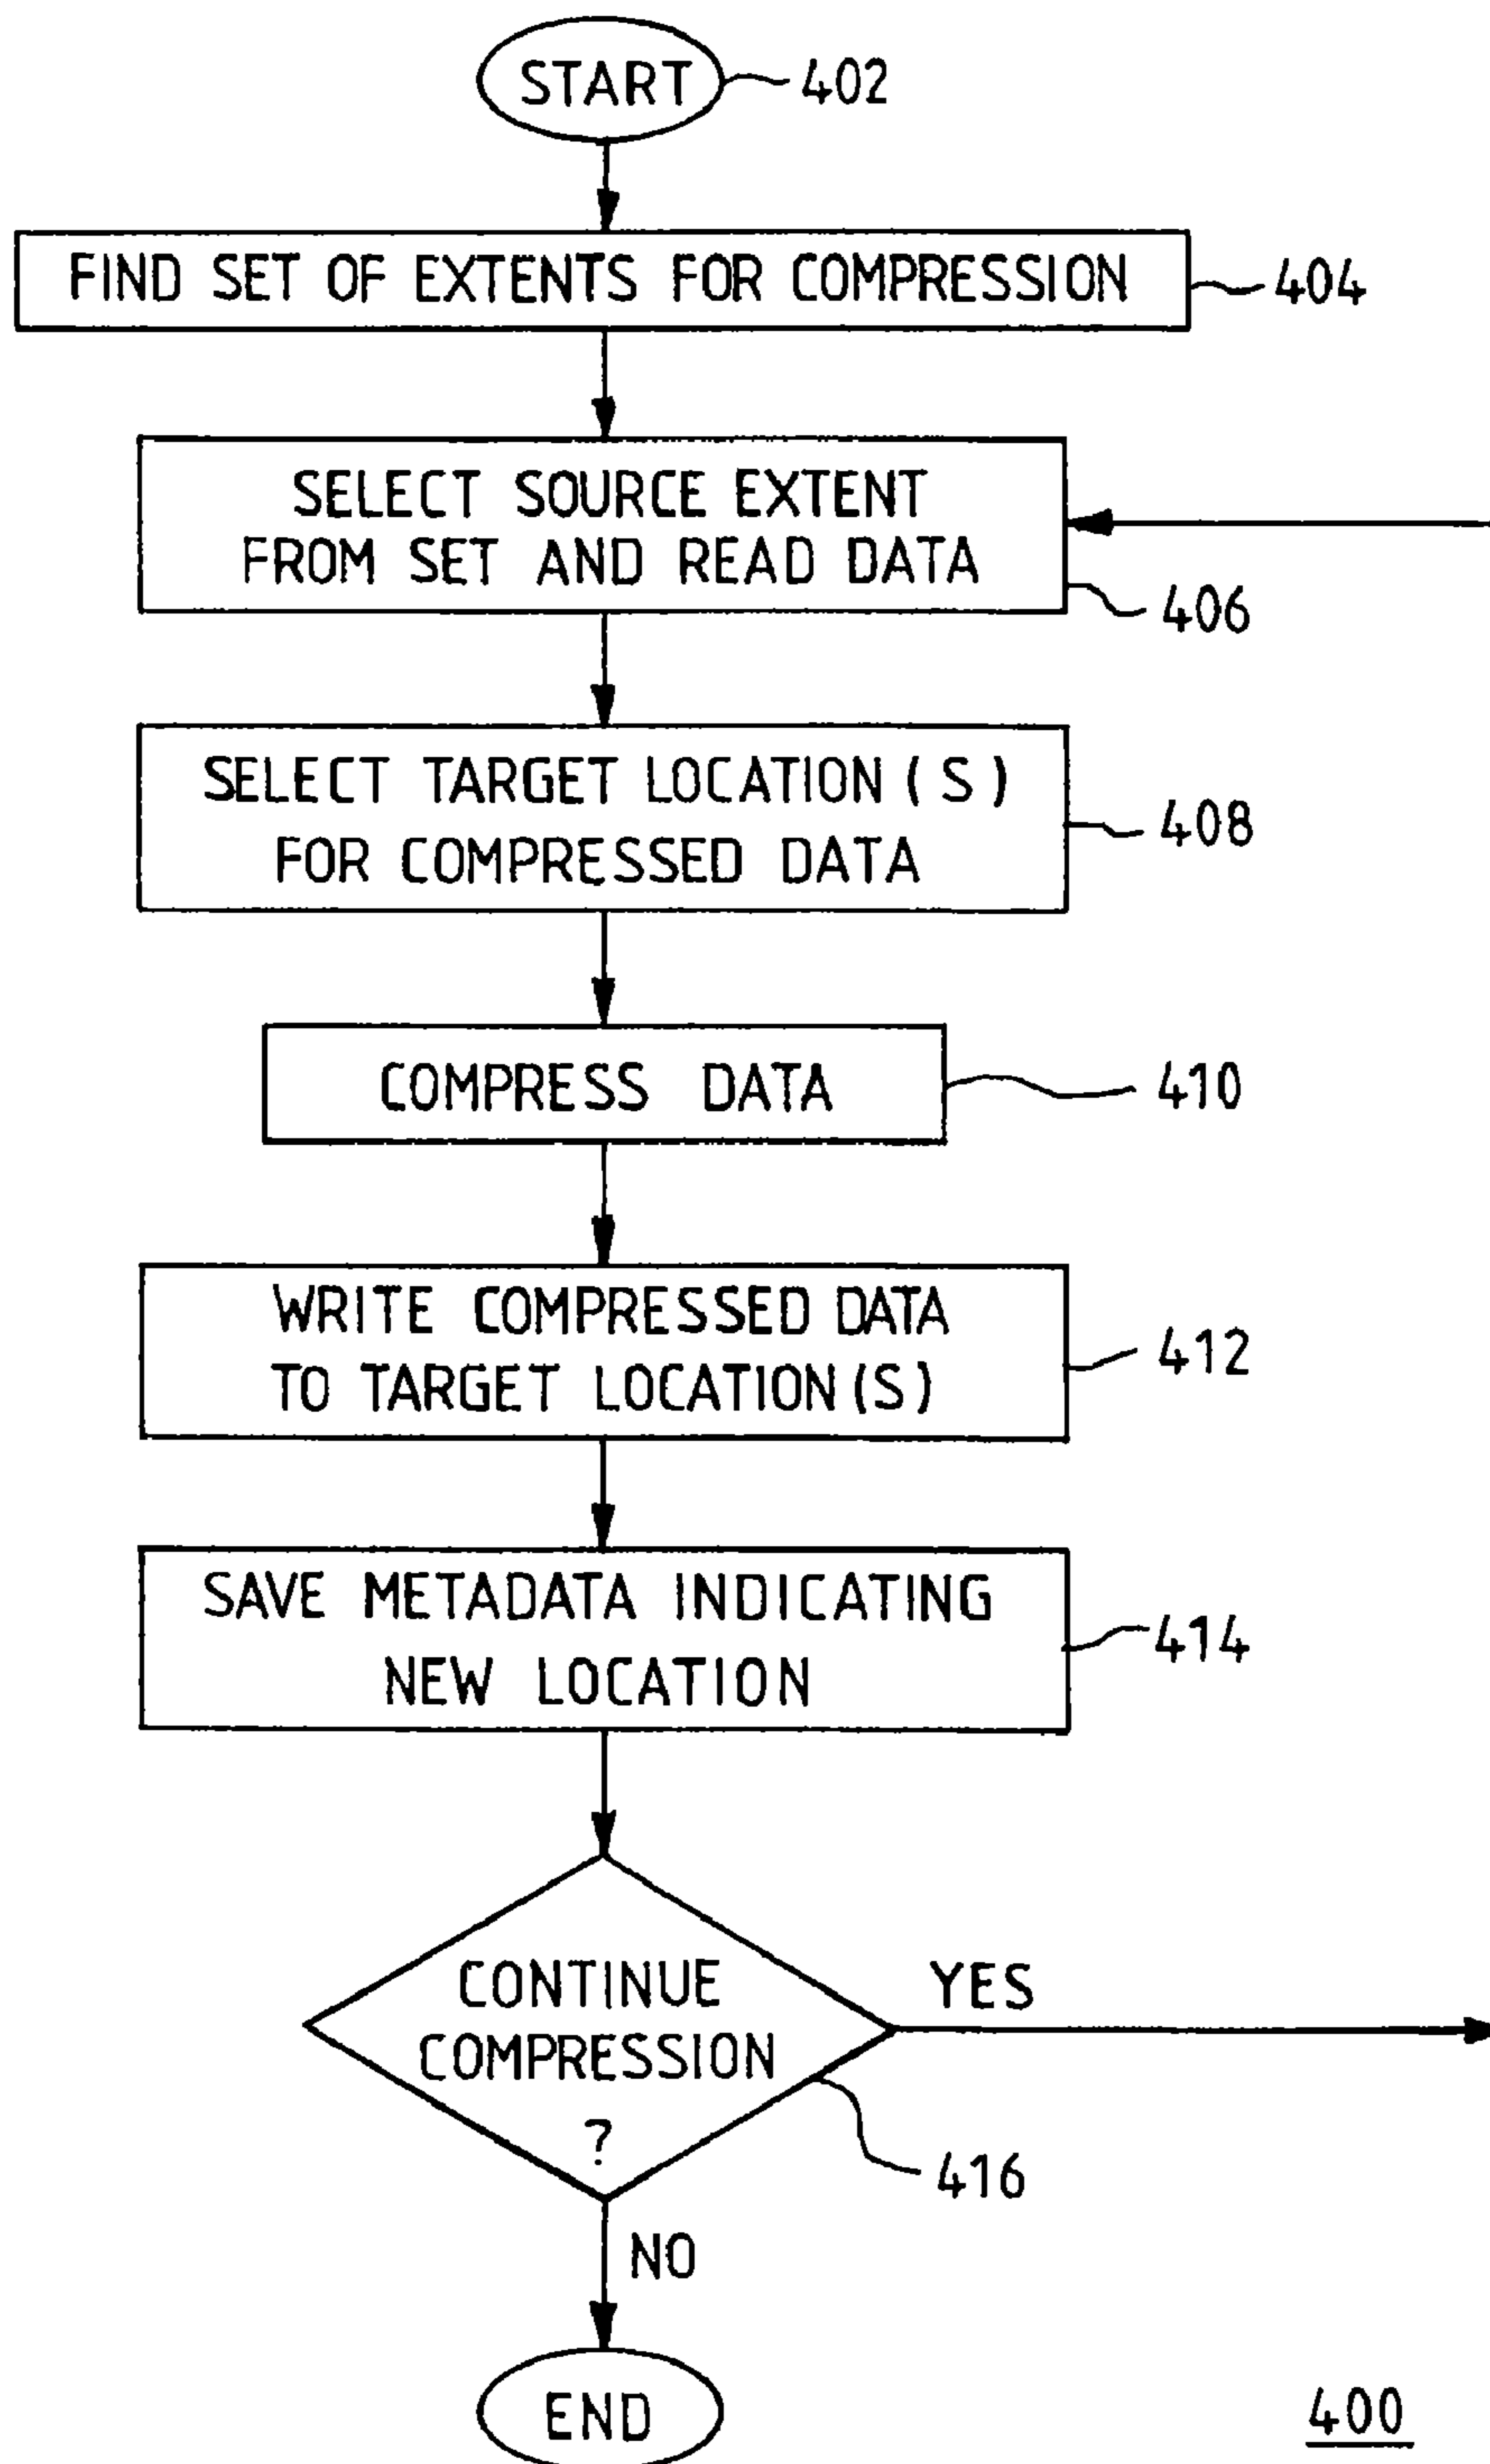 START
402
FIND SET OF EXTENTS FOR COMPRESSION
404
SELECT SOURCE EXTENT
FROM SET AND READ DATA
406
SELECT TARGET LOCATION(S)
FOR COMPRESSED DATA
408
COMPRESS DATA
410
WRITE COMPRESSED DATA
TO TARGET LOCATION(S)
412
SAVE METADATA INDICATING
NEW LOCATION
414
CONTINUE
COMPRESSION
?
YES
416
NO
END
400